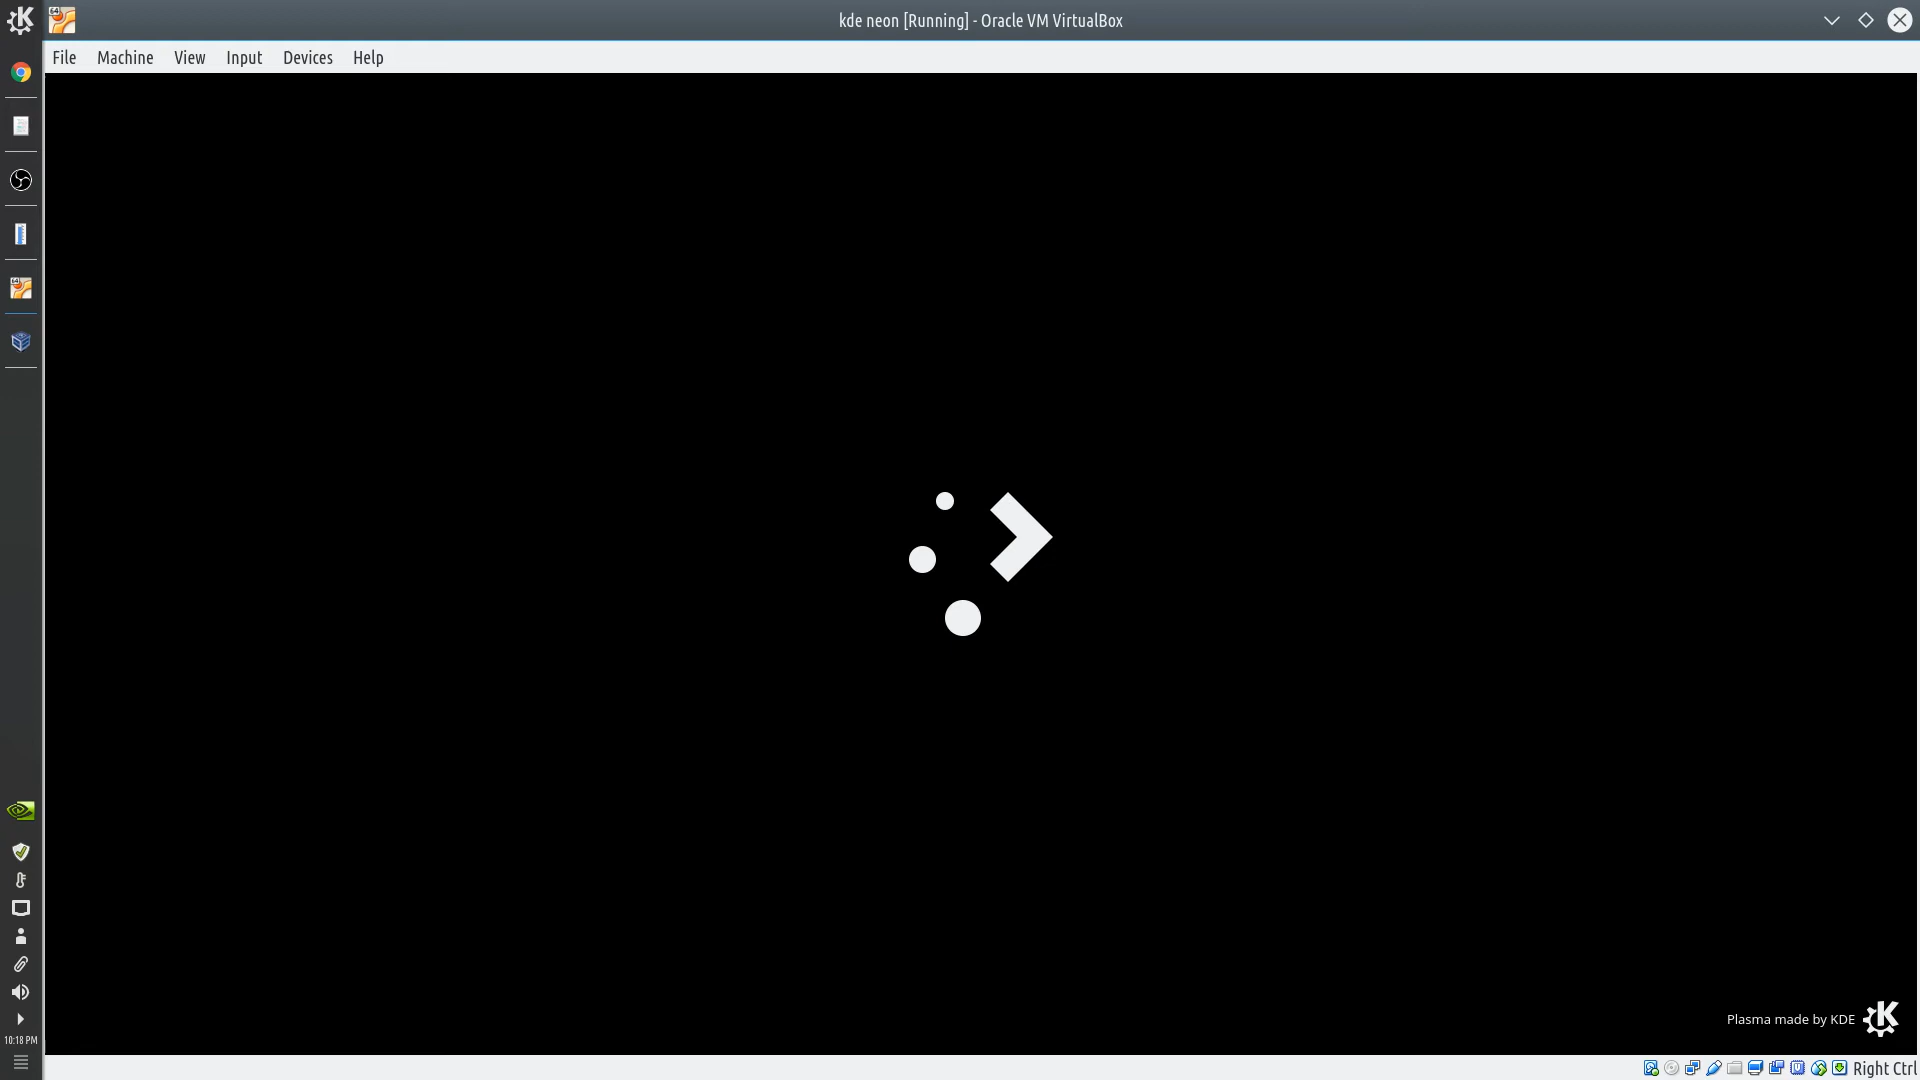 kde neon [Running] - Oracle VM VirtualBox
File Machine View Input Devices Help
Plasma made by KDE
10:18 PM
Right Ctrl